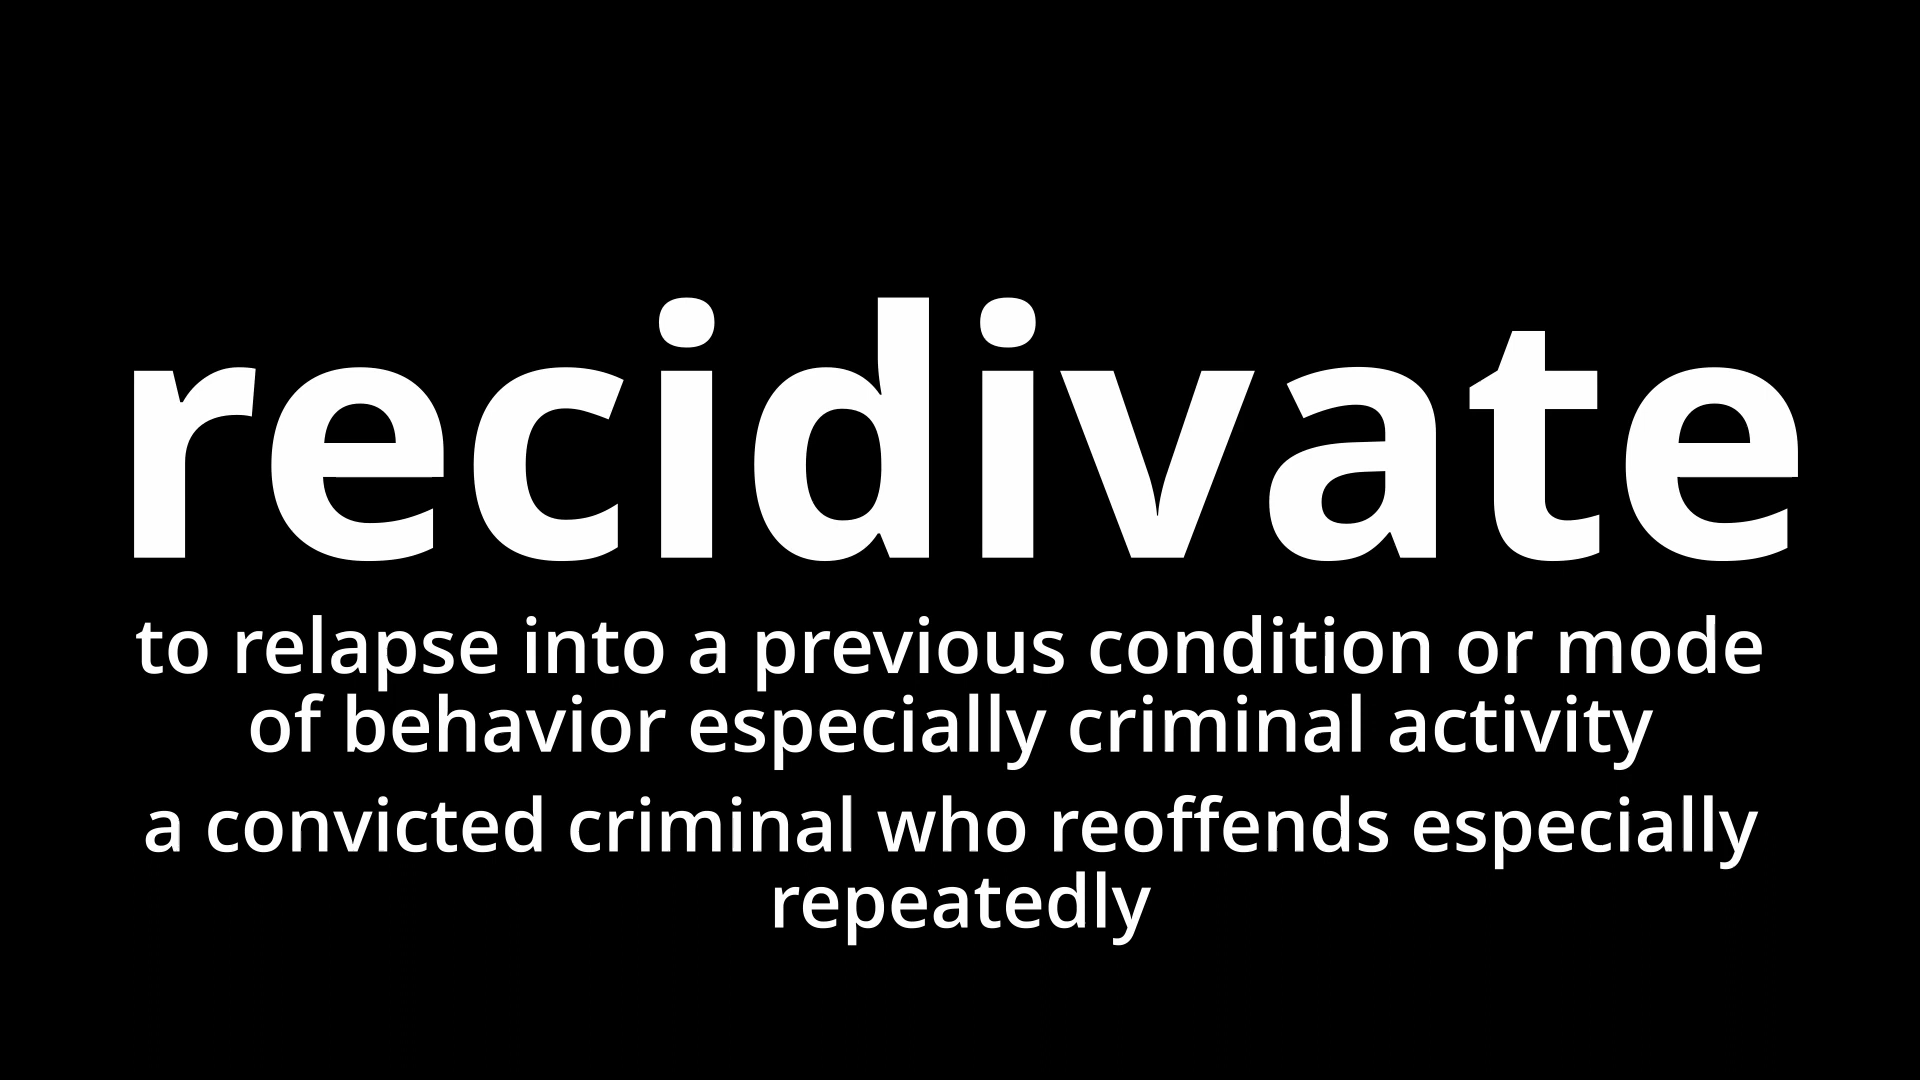 recidivate
to relapse into a previous condition or mode
of behavior especially criminal activity
a convicted criminal who reoffends especially
repeatedly